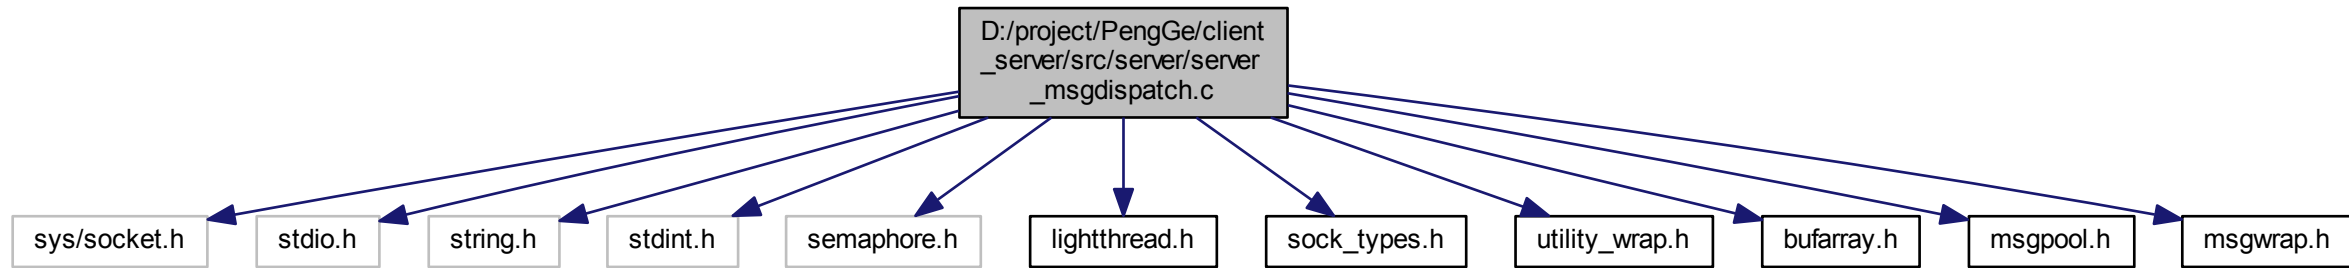 D:/project/PengGe/client
_server/src/server/server
_msgdispatch.c
sys/socket.h
stdio.h
string.h
stdint.h
semaphore.h
lightthread.h
sock_types.h
utility_wrap.h
bufarray.h
msgpool.h
msgwrap.h